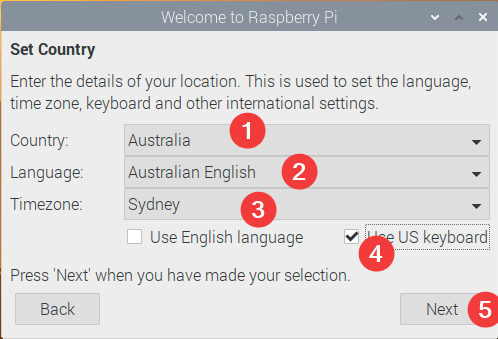 Welcome to Raspberry Pi
Set Country
Enter the details of your location. This is used to set the language,
time zone, keyboard and other international settings.
1
Country: Australia
Language: Australian English 2
Timezone: Sydney 3
Use English language Use US keyboard
4
Press 'Next' when you have made your selection.
Back Next 5